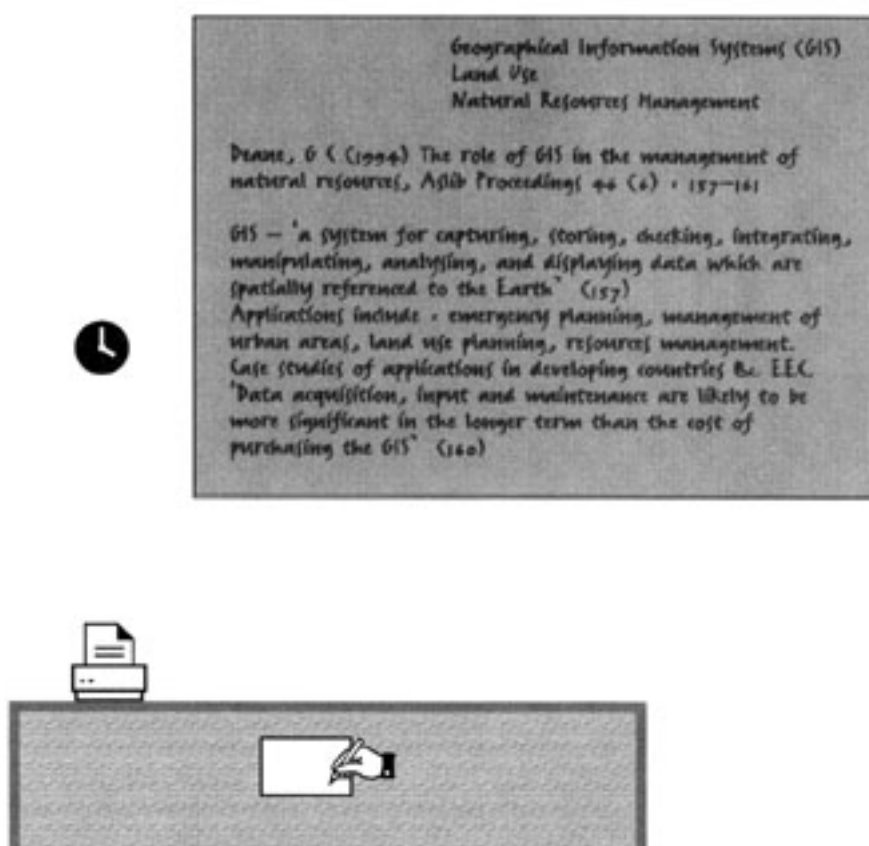 Geographical Information Systems (GIS)
Land Use
Natural Resources Management
Deane, G C (1994) The role of GIS in the management of
natural resources, Aslib Proceedings 46 (6) : 157-161
GIS – "a system for capturing, storing, checking, integrating,
manipulating, analysing, and displaying data which are
spatially referenced to the Earth" (157)
Applications include : emergency planning, management of
urban areas, land use planning, resources management.
Case studies of applications in developing countries & EEC
"Data acquisition, input and maintenance are likely to be
more significant in the longer term than the cost of
purchasing the GIS" (160)